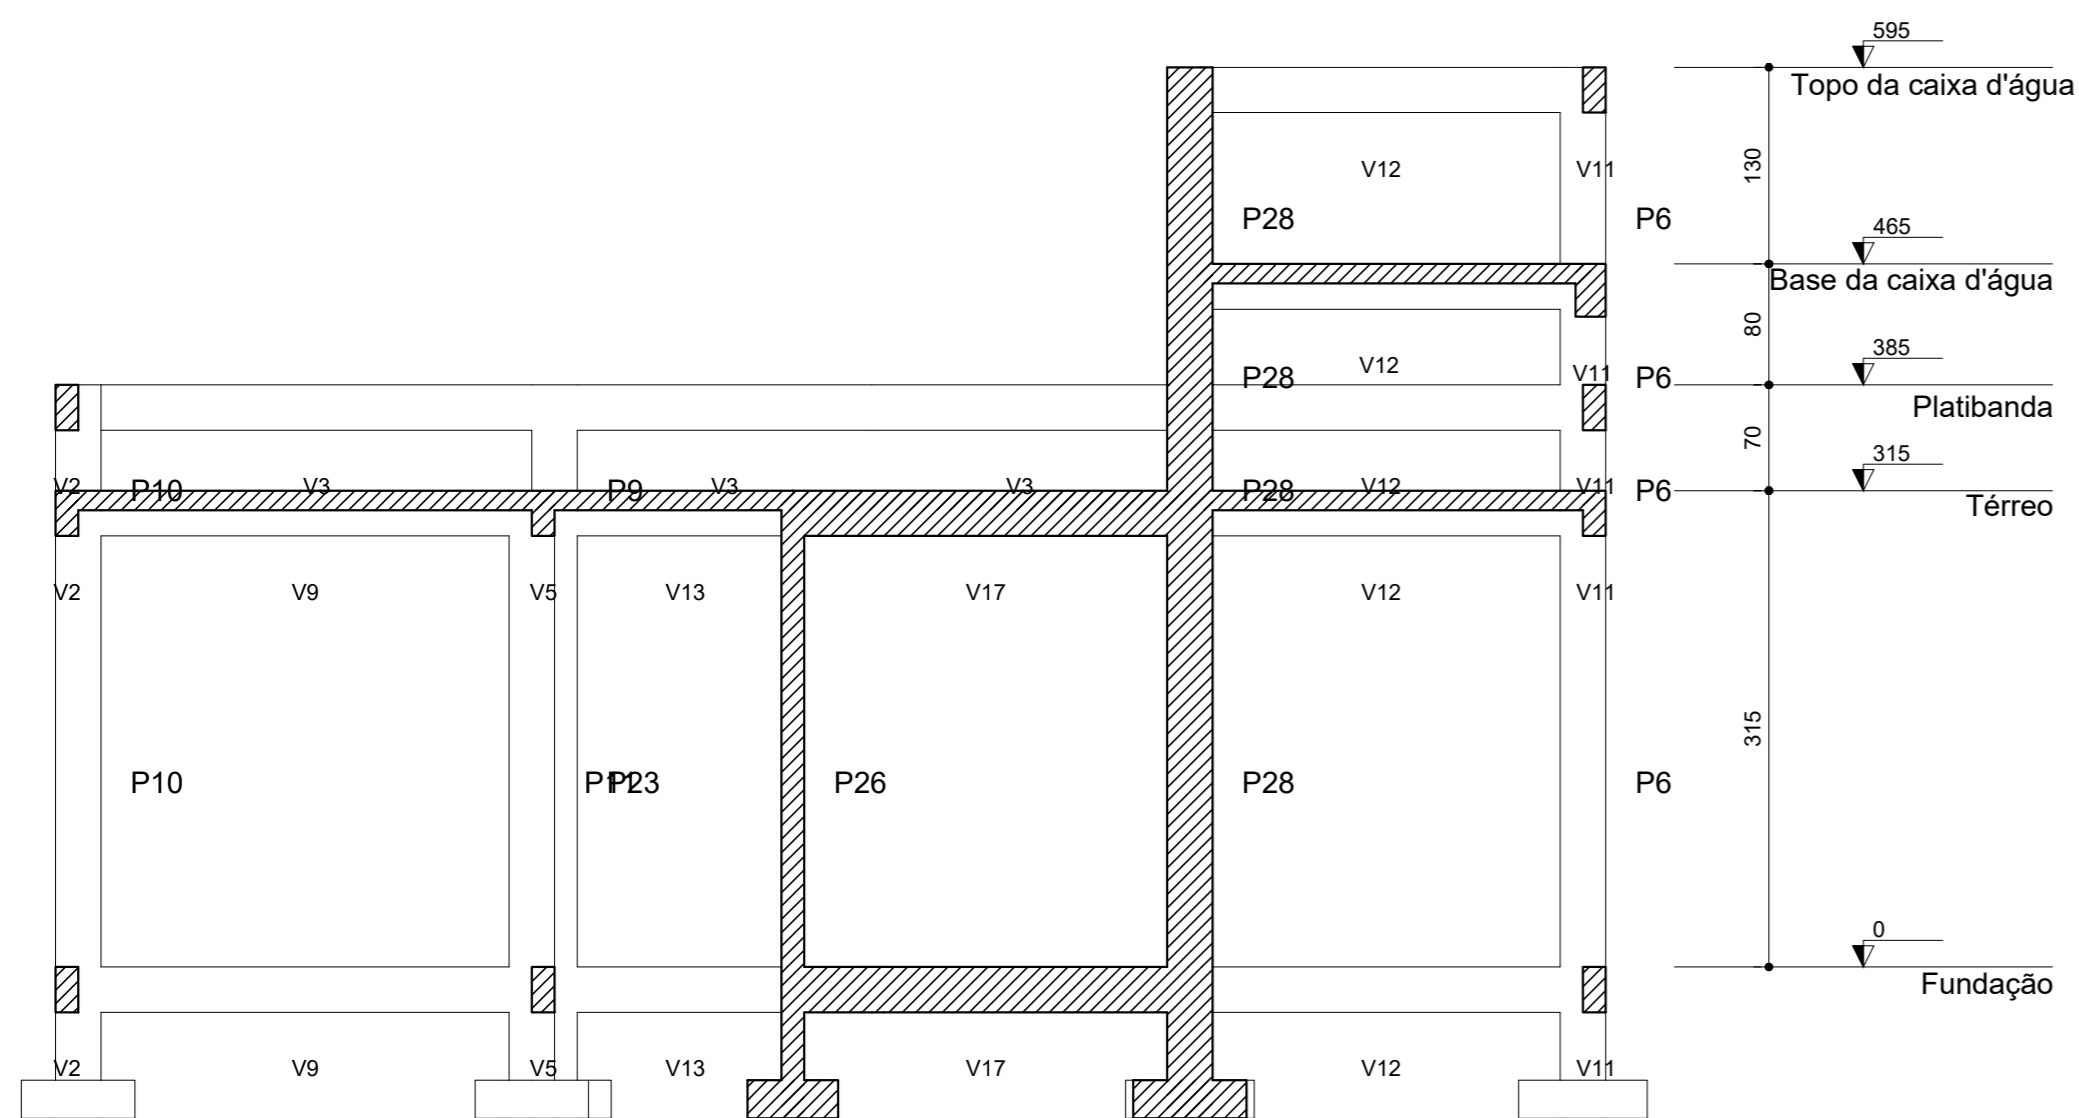 595
Topo da caixa d'água
130
V12 V11
P28 P6
465
Base da caixa d'água
80
385
V12 V11
P28 P6
Platibanda
70
315
V2 P10 V3 P9 V3 V3 P28 V12 V11 P6
Térreo
V2 V9 V5 V13 V17 V12 V11
315
P10 P11 P23 P26 P28 P6
0
Fundação
V2 V9 V5 V13 V17 V12 V11